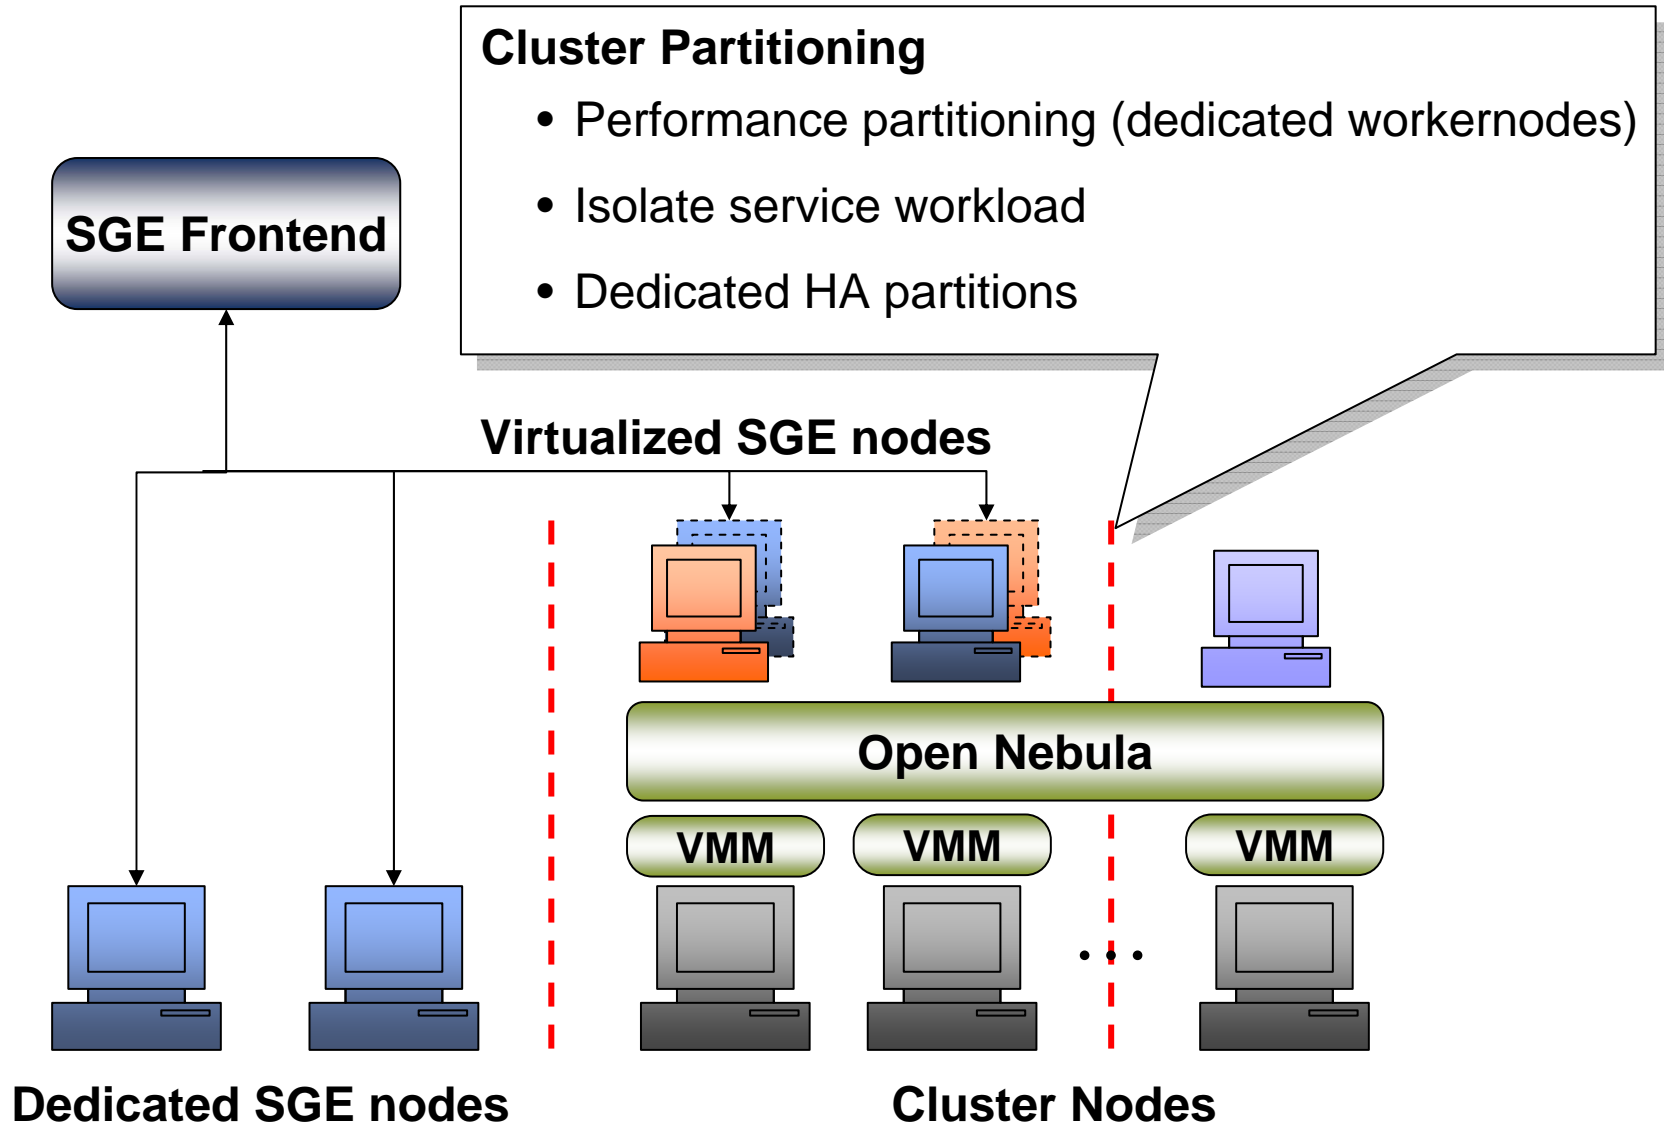 Cluster Partitioning
• Performance partitioning (dedicated workernodes)
• Isolate service workload
• Dedicated HA partitions
SGE Frontend
Virtualized SGE nodes
Open Nebula
VMM VMM VMM
...
Dedicated SGE nodes Cluster Nodes